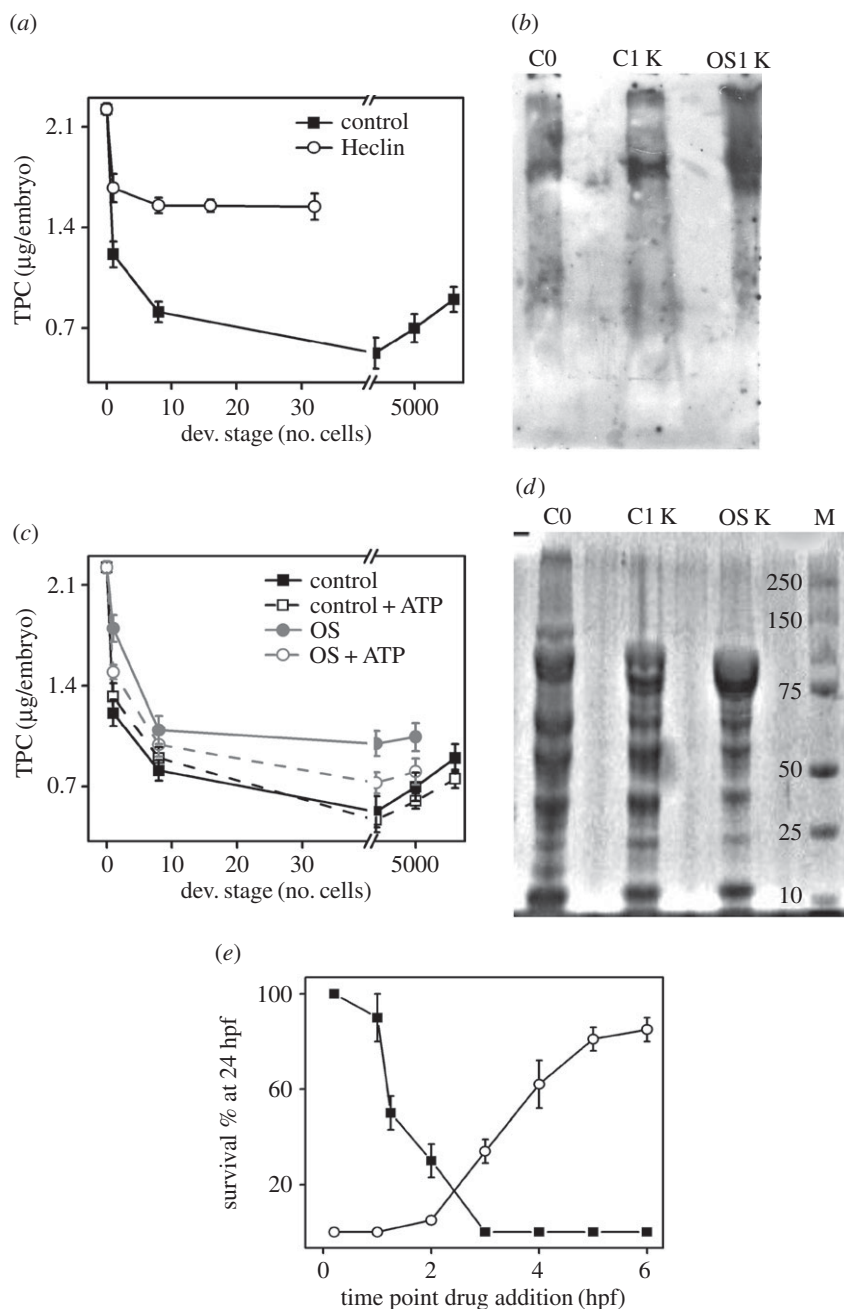 (a)
2.1
1.4
0.7
TPC (µg/embryo)
control
Heclin
0 10 20 30 5000
dev. stage (no. cells)
(b)
C0 C1 K OS1 K
(c)
2.1
1.4
0.7
TPC (µg/embryo)
control
control + ATP
OS
OS + ATP
0 10 20 30 5000
dev. stage (no. cells)
(d)
C0 C1 K OS K M
250
150
75
50
25
10
(e)
100
60
20
survival % at 24 hpf
0 2 4 6
time point drug addition (hpf)